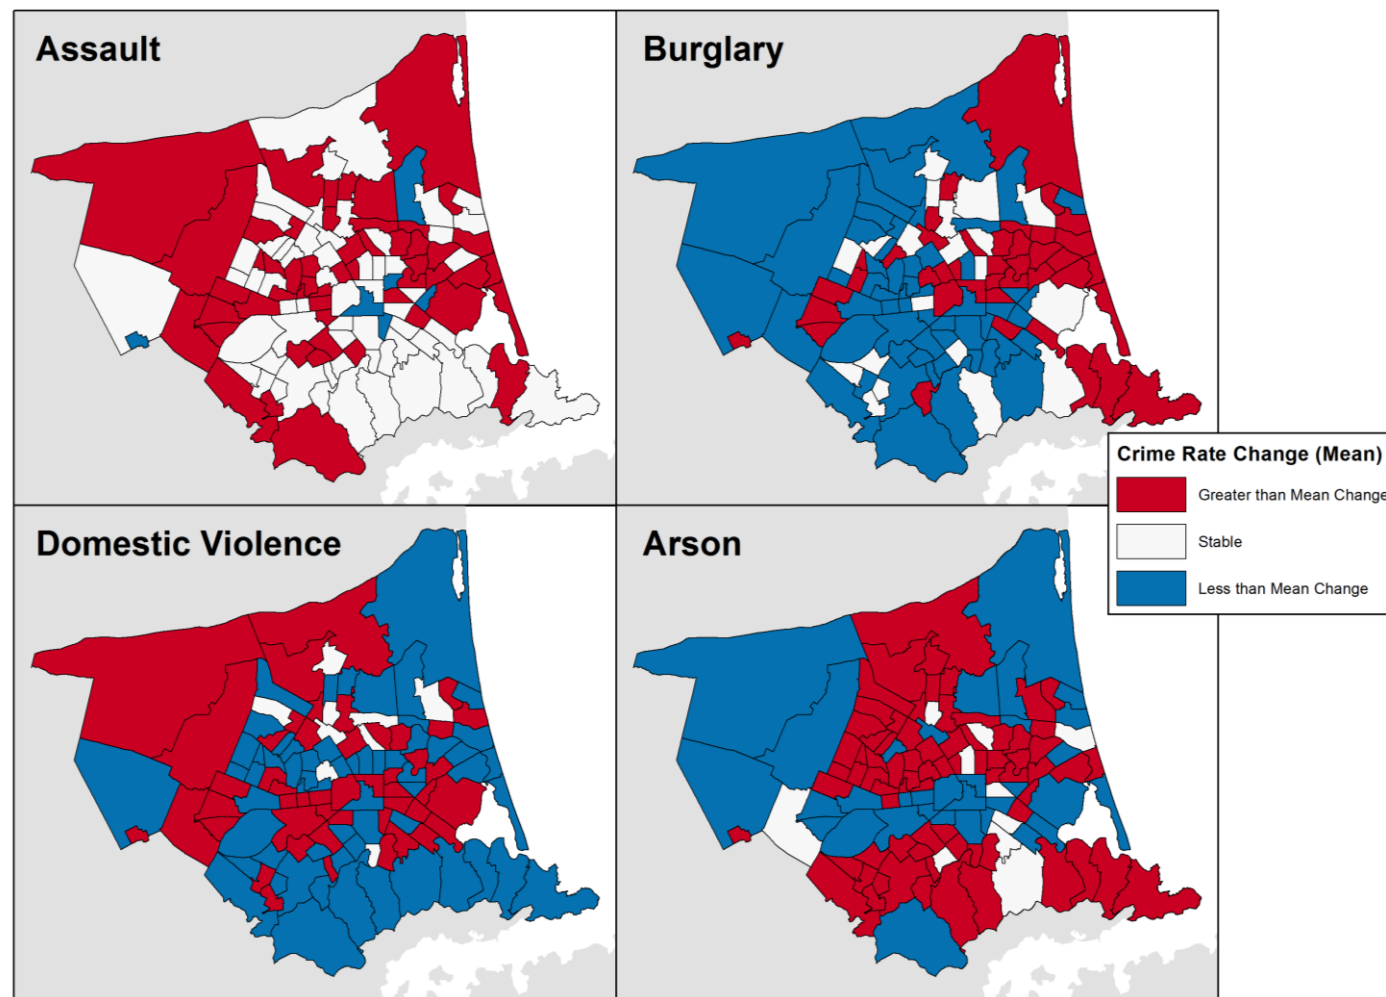 Assault
Burglary
Crime Rate Change (Mean)
Greater than Mean Change
Stable
Less than Mean Change
Domestic Violence
Arson